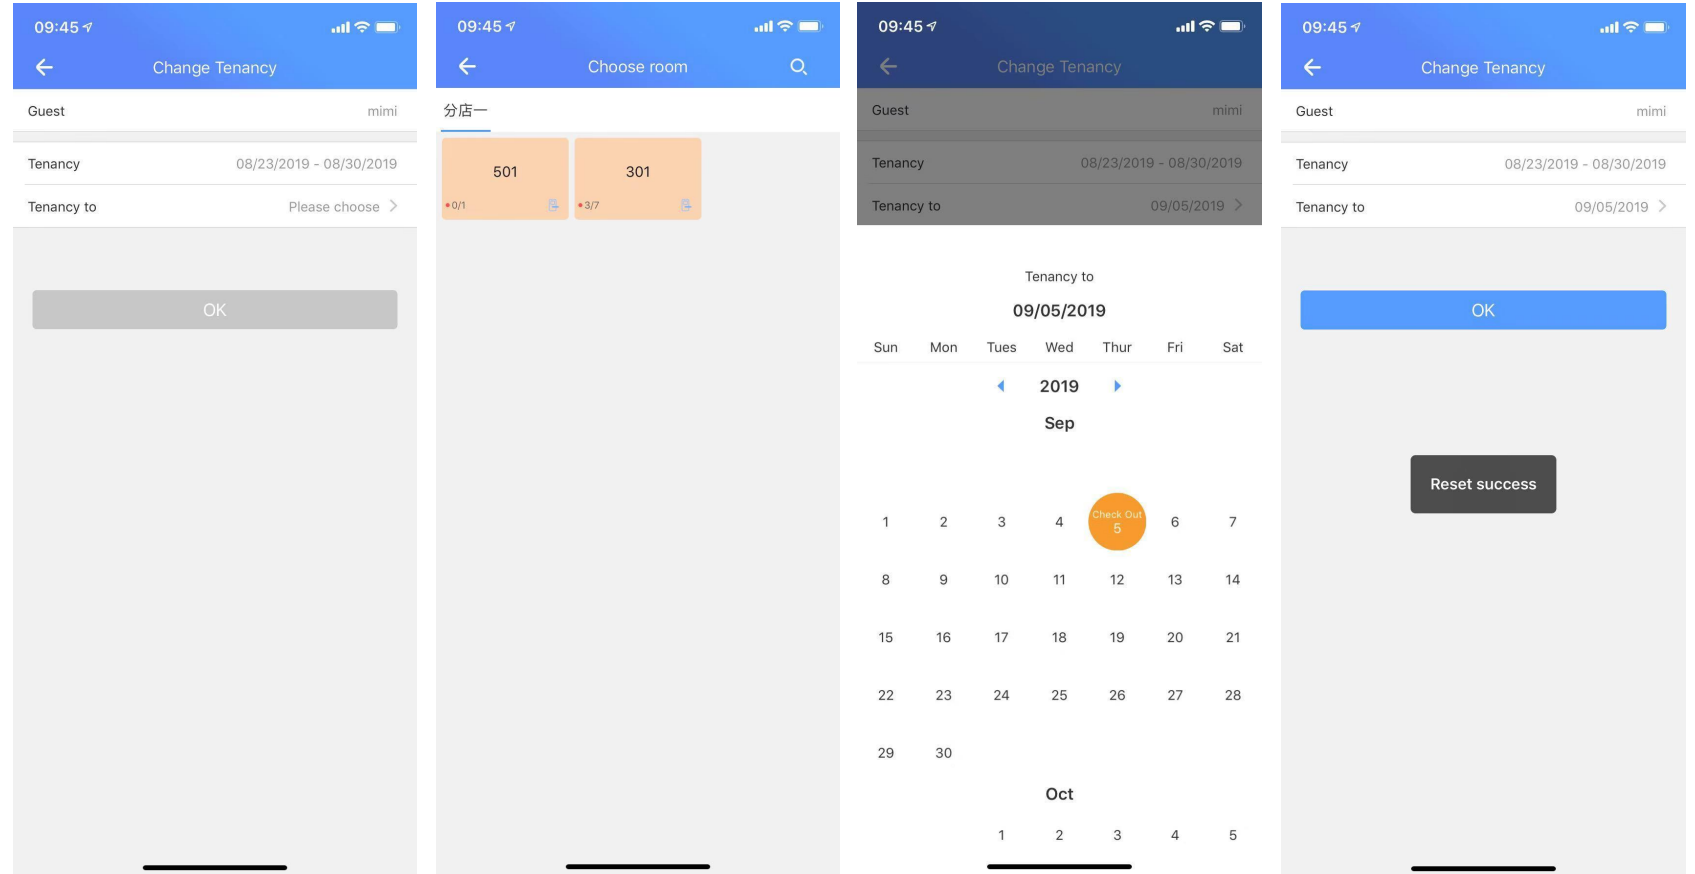 09:45
Change Tenancy
Guest mimi
Tenancy 08/23/2019 - 08/30/2019
Tenancy to Please choose
OK
09:45
Choose room
分店一
501 301
0/1 3/7
09:45
Change Tenancy
Guest mimi
Tenancy 08/23/2019 - 08/30/2019
Tenancy to 09/05/2019
Tenancy to
09/05/2019
Sun Mon Tues Wed Thur Fri Sat
2019
Sep
1 2 3 4 Check Out 5 6 7
8 9 10 11 12 13 14
15 16 17 18 19 20 21
22 23 24 25 26 27 28
29 30
Oct
1 2 3 4 5
09:45
Change Tenancy
Guest mimi
Tenancy 08/23/2019 - 08/30/2019
Tenancy to 09/05/2019
OK
Reset success